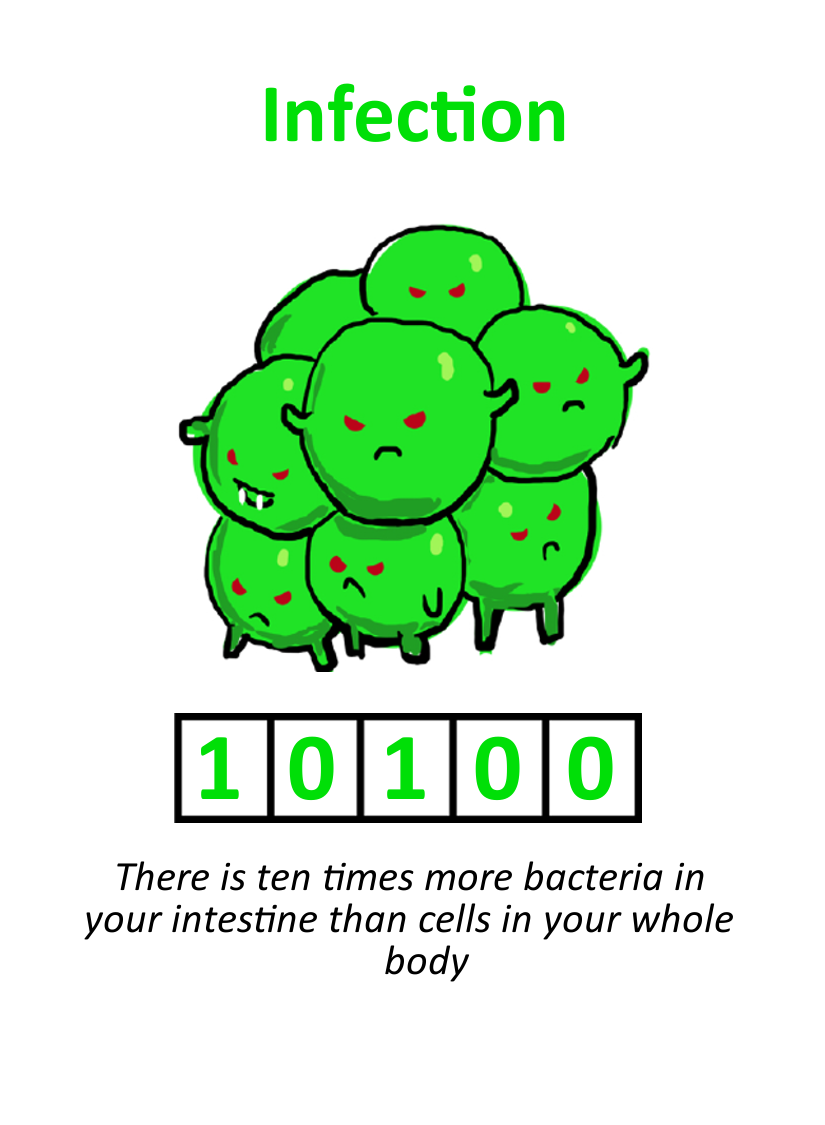 Infection
1 0 1 0 0
There is ten times more bacteria in
your intestine than cells in your whole
body